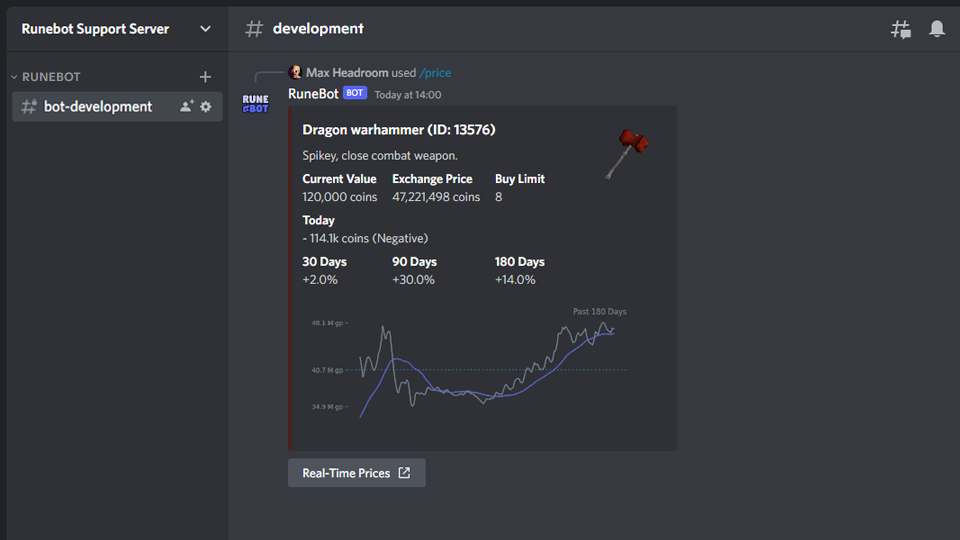 Runebot Support Server
# development
RUNEBOT
bot-development
Max Headroom used /price
RUNE
BOT
RuneBot BOT Today at 14:00
Dragon warhammer (ID: 13576)
Spikey, close combat weapon.
Current Value Exchange Price Buy Limit
120,000 coins 47,221,498 coins 8
Today
- 114.1k coins (Negative)
30 Days 90 Days 180 Days
+2.0% +30.0% +14.0%
Past 180 Days
48.1 M gp
40.7 M gp
34.9 M gp
Real-Time Prices